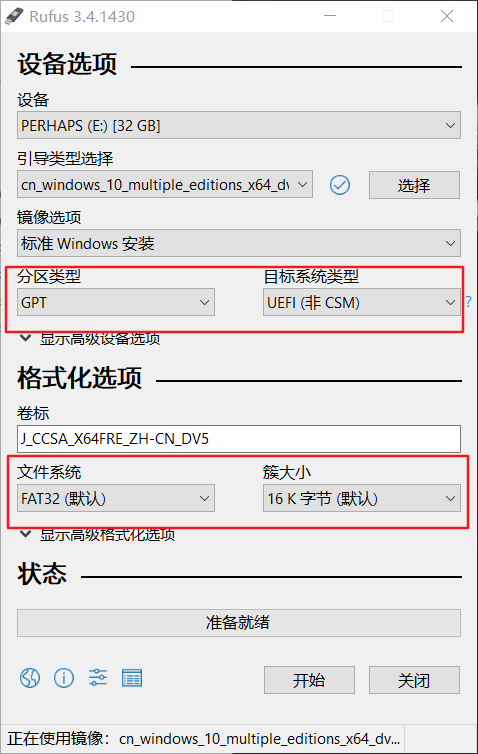 Rufus 3.4.1430
设备选项
设备
PERHAPS (E:) [32 GB]
引导类型选择
cn_windows_10_multiple_editions_x64_dv
选择
镜像选项
标准 Windows 安装
分区类型
目标系统类型
GPT
UEFI (非 CSM)
?
显示高级设备选项
格式化选项
卷标
J_CCSA_X64FRE_ZH-CN_DV5
文件系统
簇大小
FAT32 (默认)
16 K 字节 (默认)
显示高级格式化选项
状态
准备就绪
开始
关闭
正在使用镜像：cn_windows_10_multiple_editions_x64_dv...